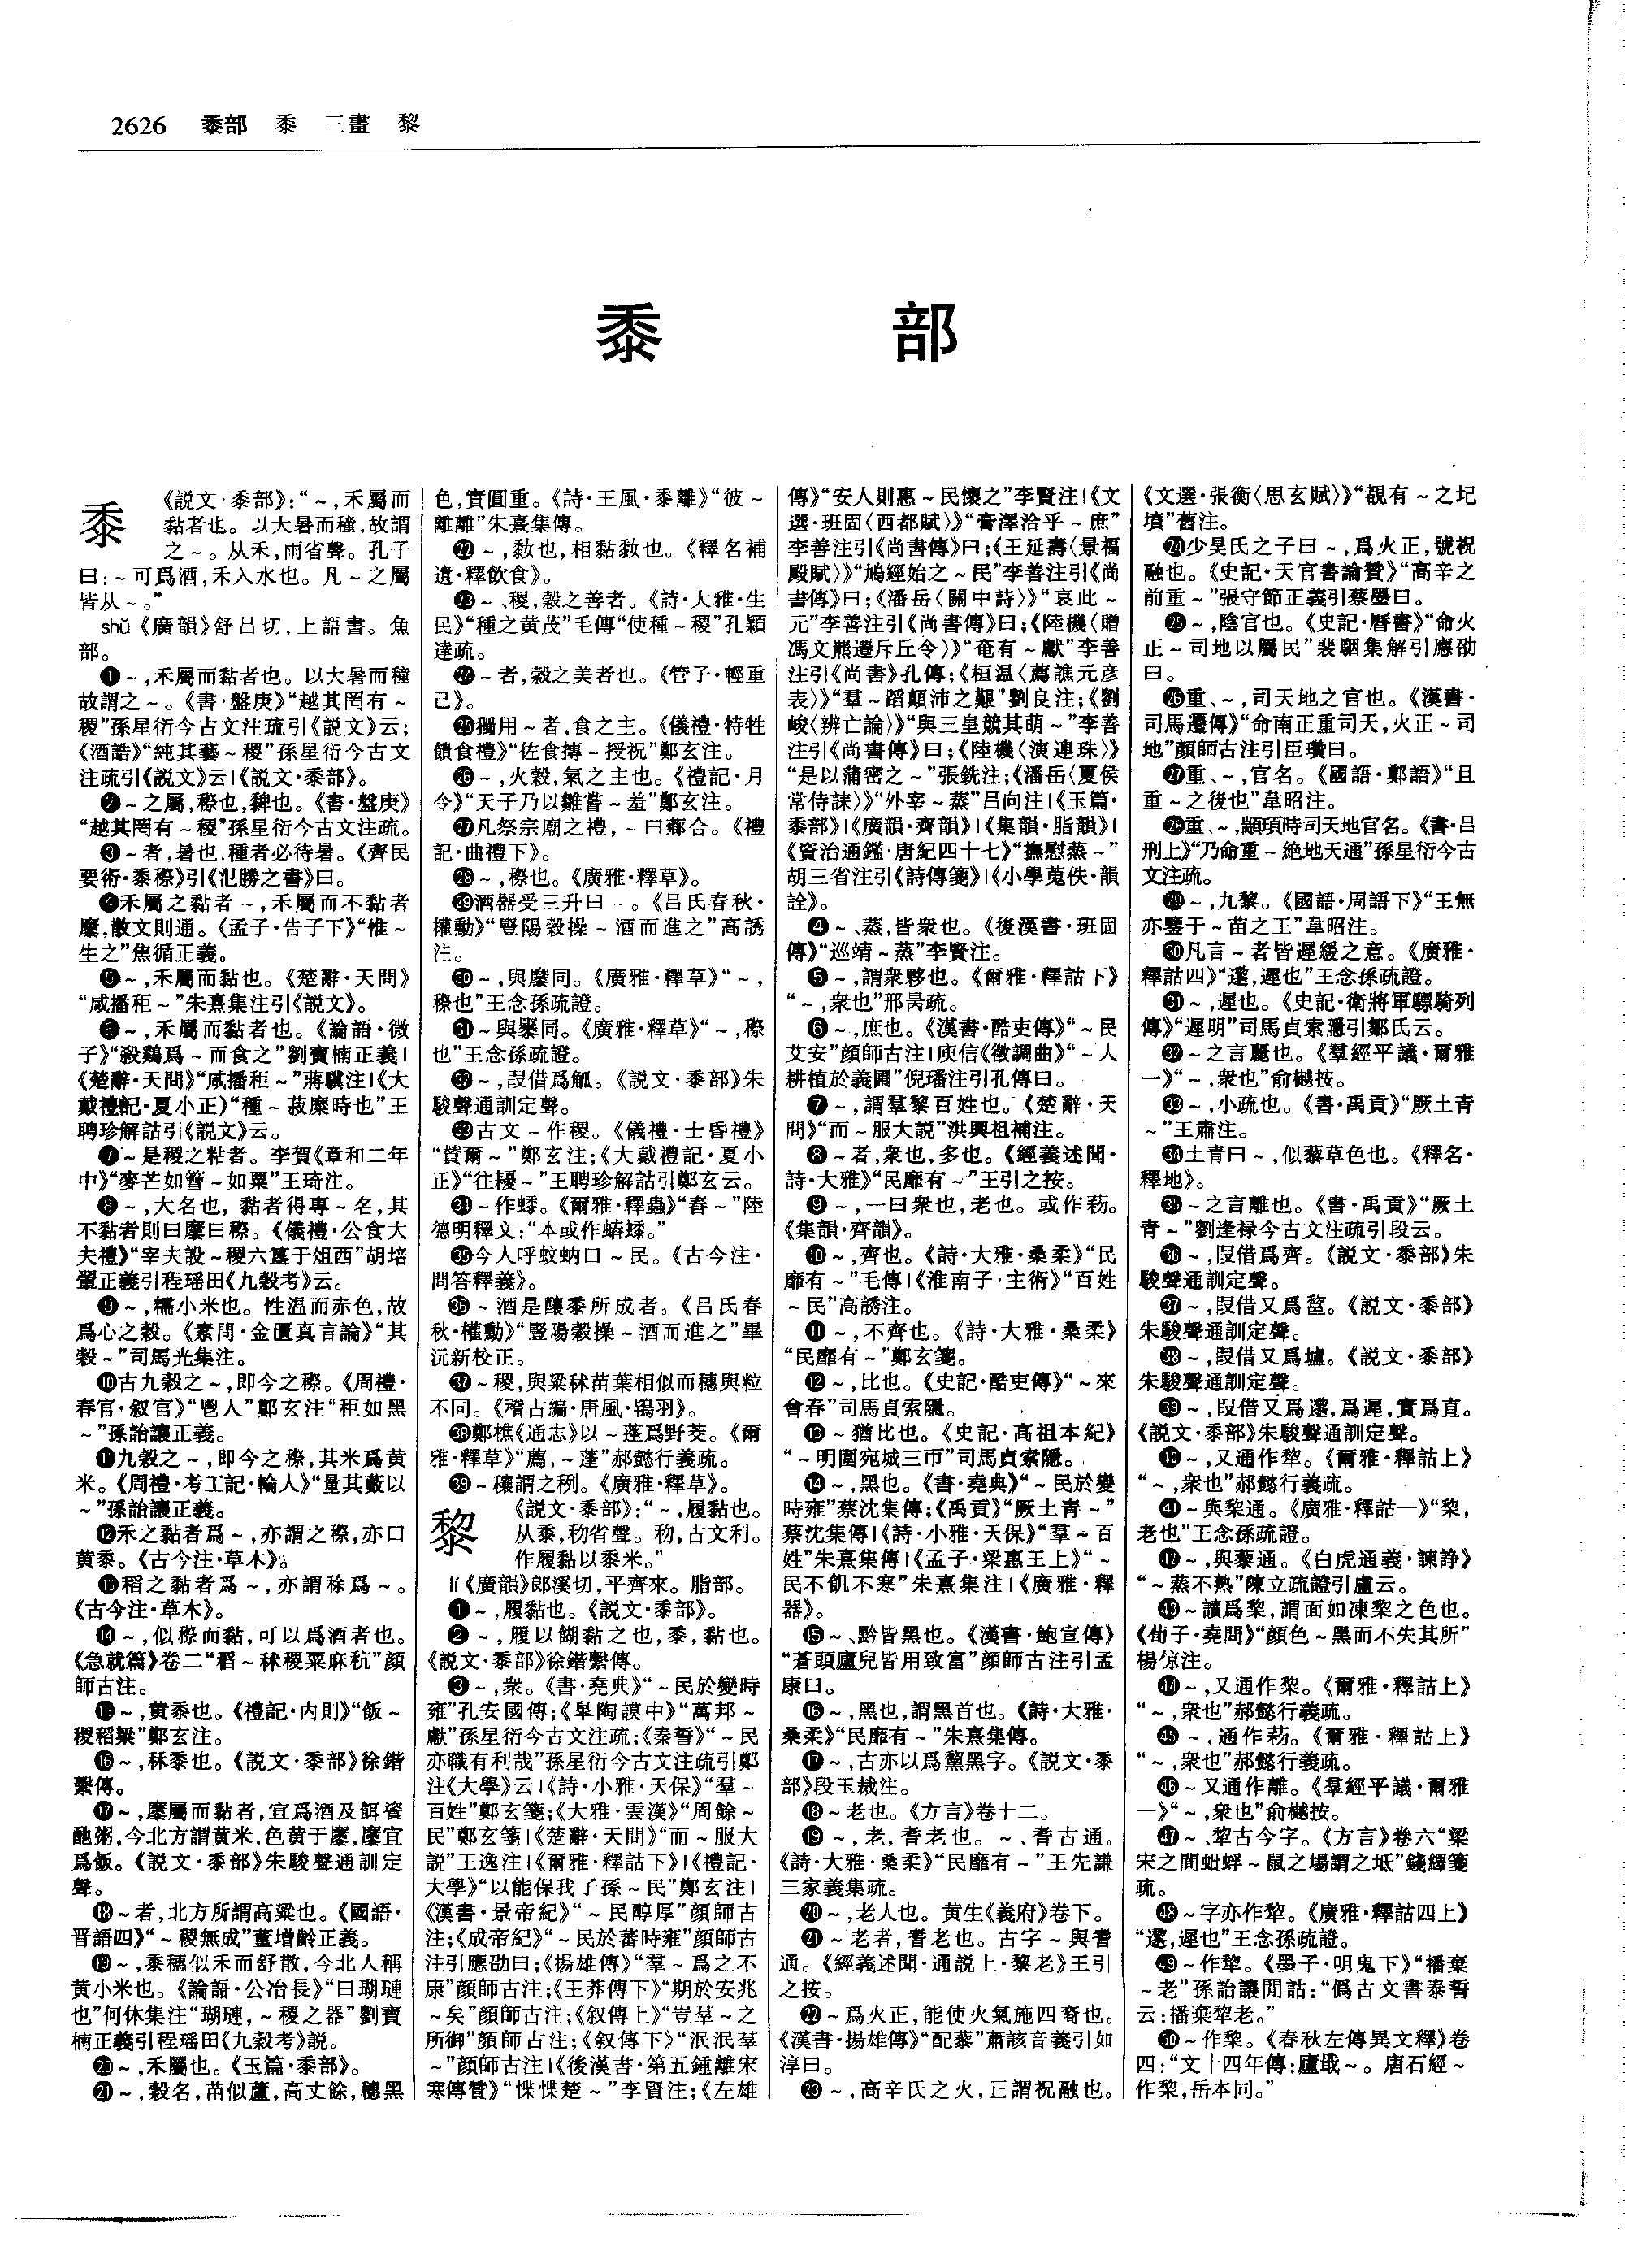 2626 黍部 黍 三畫 黎
黍 部
黍
《説文·黍部》：“～，禾屬而
黏者也。以大暑而穜，故謂
之～。从禾，雨省聲。孔子
曰：～可爲酒，禾入水也。凡～之屬
皆从～。”
shǔ《廣韻》舒吕切，上語書。魚
部。
❶～，禾屬而黏者也。以大暑而穜
故謂之～。《書·盤庚》“越其罔有～
稷”孫星衍今古文注疏引《説文》云；
《酒誥》“純其藝～稷”孫星衍今古文
注疏引《説文》云|《説文·黍部》。
❷～之屬，穄也，䅟也。《書·盤庚》
“越其罔有～稷”孫星衍今古文注疏。
❸～者，暑也，種者必待暑。《齊民
要術·黍穄》引《氾勝之書》曰。
❹禾屬之黏者～，禾屬而不黏者
穈，散文則通。《孟子·告子下》“惟～
生之”焦循正義。
❺～，禾屬而黏也。《楚辭·天問》
“咸播秬～”朱熹集注引《説文》。
❻～，禾屬而黏者也。《論語·微
子》“殺鷄爲～而食之”劉寶楠正義|
《楚辭·天問》“咸播秬～”蔣驥注|《大
戴禮記·夏小正》“種～菽糜時也”王
聘珍解詁引《説文》云。
❼～是稷之粘者。李賀《章和二年
中》“麥芒如篲～如粟”王琦注。
❽～，大名也，黏者得專～名，其
不黏者則曰穈曰穄。《儀禮·公食大
夫禮》“宰夫設～稷六簋于俎西”胡培
翬正義引程瑶田《九穀考》云。
❾～，糯小米也。性温而赤色，故
爲心之穀。《素問·金匱真言論》“其
穀～”司馬光集注。
❿古九穀之～，即今之穄。《周禮·
春官·叙官》“鬯人”鄭玄注“秬如黑
～”孫詒讓正義。
⓫九穀之～，即今之穄，其米爲黄
米。《周禮·考工記·輪人》“量其藪以
～”孫詒讓正義。
⓬禾之黏者爲～，亦謂之穄，亦曰
黄黍。《古今注·草木》。
⓭稻之黏者爲～，亦謂稌爲～。
《古今注·草木》。
⓮～，似穄而黏，可以爲酒者也。
《急就篇》卷二“稻～秫稷粟麻秔”顔
師古注。
⓯～，黄黍也。《禮記·内則》“飯～
稷稻粱”鄭玄注。
⓰～，秠黍也。《説文·黍部》徐鍇
繫傳。
⓱～，穈屬而黏者，宜爲酒及餌餈
酏粥，今北方謂黄米，色黄于穈，穈宜
爲飯。《説文·黍部》朱駿聲通訓定
聲。
⓲～者，北方所謂高粱也。《國語·
晋語四》“～稷無成”董增齡正義。
⓳～，黍穗似禾而舒散，今北人稱
黄小米也。《論語·公冶長》“曰瑚璉
也”何休集注“瑚璉，～稷之器”劉寶
楠正義引程瑶田《九穀考》説。
⓴～，禾屬也。《玉篇·黍部》。
㉑～，穀名，苗似蘆，高丈餘，穗黑
色，實圓重。《詩·王風·黍離》“彼～
離離”朱熹集傳。
㉒～，敎也，相黏敎也。《釋名補
遺·釋飲食》。
㉓～、稷，穀之善者。《詩·大雅·生
民》“種之黄茂”毛傳“使種～稷”孔穎
達疏。
㉔～者，穀之美者也。《管子·輕重
己》。
㉕獨用～者，食之主。《儀禮·特牲
饋食禮》“佐食摶～授祝”鄭玄注。
㉖～，火穀，氣之主也。《禮記·月
令》“天子乃以雛嘗～羞”鄭玄注。
㉗凡祭宗廟之禮，～曰薌合。《禮
記·曲禮下》。
㉘～，穄也。《廣雅·釋草》。
㉙酒器受三升曰～。《吕氏春秋·
權勳》“豎陽穀操～酒而進之”高誘
注。
㉚～，與穈同。《廣雅·釋草》“～，
穄也”王念孫疏證。
㉛～與黎同。《廣雅·釋草》“～，穄
也”王念孫疏證。
㉜～，叚借爲觚。《説文·黍部》朱
駿聲通訓定聲。
㉝古文～作稷。《儀禮·士昏禮》
“贊爾～”鄭玄注；《大戴禮記·夏小
正》“往耰～”王聘珍解詁引鄭玄云。
㉞～作蜲。《爾雅·釋蟲》“舂～”陸
德明釋文：“本或作蝽蜲。”
㉟今人呼蚊蚋曰～民。《古今注·
問答釋義》。
㊱～酒是釀黍所成者。《吕氏春
秋·權勳》“豎陽穀操～酒而進之”畢
沅新校正。
㊲～稷，與粱秫苗葉相似而穗與粒
不同。《稽古編·唐風·鴇羽》。
㊳鄭樵《通志》以～蓬爲野茭。《爾
雅·釋草》“薦，～蓬”郝懿行義疏。
㊴～穰謂之䅀。《廣雅·釋草》。
黎
《説文·黍部》：“～，履黏也。
从黍，𥝢省聲。𥝢，古文利。
作履黏以黍米。”
lí《廣韻》郎溪切，平齊來。脂部。
❶～，履黏也。《説文·黍部》。
❷～，履以餬黏之也，黍，黏也。
《説文·黍部》徐鍇繫傳。
❸～，衆。《書·堯典》“～民於變時
雍”孔安國傳；《皋陶謨中》“萬邦～
獻”孫星衍今古文注疏；《秦誓》“～民
亦職有利哉”孫星衍今古文注疏引鄭
注《大學》云|《詩·小雅·天保》“羣～
百姓”鄭玄箋；《大雅·雲漢》“周餘～
民”鄭玄箋|《楚辭·天問》“而～服大
説”王逸注|《爾雅·釋詁下》|《禮記·
大學》“以能保我子孫～民”鄭玄注|
《漢書·景帝紀》“～民醇厚”顔師古
注；《成帝紀》“～民於蕃時雍”顔師古
注引應劭曰；《揚雄傳》“羣～爲之不
康”顔師古注；《王莽傳下》“期於安兆
～矣”顔師古注；《叙傳上》“豈羣～之
所御”顔師古注；《叙傳下》“泯泯羣
～”顔師古注|《後漢書·第五鍾離宋
寒傳贊》“惵惵楚～”李賢注；《左雄
傳》“安人則惠～民懷之”李賢注|《文
選·班固〈西都賦〉》“膏澤洽乎～庶”
李善注引《尚書傳》曰；《王延壽〈景福
殿賦〉》“鳩經始之～民”李善注引《尚
書傳》曰；《潘岳〈關中詩〉》“哀此～
元”李善注引《尚書傳》曰；《陸機〈贈
馮文羆遷斥丘令〉》“奄有～獻”李善
注引《尚書》孔傳；《桓温〈薦譙元彦
表〉》“羣～蹈顛沛之艱”劉良注；《劉
峻〈辨亡論〉》“與三皇競其萌～”李善
注引《尚書傳》曰；《陸機〈演連珠〉》
“是以蒲密之～”張銑注；《潘岳〈夏侯
常侍誄〉》“外宰～蒸”吕向注|《玉篇·
黍部》|《廣韻·齊韻》|《集韻·脂韻》|
《資治通鑑·唐紀四十七》“撫慰蒸～”
胡三省注引《詩傳箋》|《小學蒐佚·韻
詮》。
❹～、蒸，皆衆也。《後漢書·班固
傳》“巡靖～蒸”李賢注。
❺～，謂衆夥也。《爾雅·釋詁下》
“～，衆也”邢昺疏。
❻～，庶也。《漢書·酷吏傳》“～民
艾安”顔師古注|庾信《徵調曲》“～人
耕植於義圃”倪璠注引孔傳曰。
❼～，謂羣黎百姓也。《楚辭·天
問》“而～服大説”洪興祖補注。
❽～者，衆也，多也。《經義述聞·
詩·大雅》“民靡有～”王引之按。
❾～，一曰衆也，老也。或作䓞。
《集韻·齊韻》。
❿～，齊也。《詩·大雅·桑柔》“民
靡有～”毛傳|《淮南子·主術》“百姓
～民”高誘注。
⓫～，不齊也。《詩·大雅·桑柔》
“民靡有～”鄭玄箋。
⓬～，比也。《史記·酷吏傳》“～來
會春”司馬貞索隱。
⓭～猶比也。《史記·高祖本紀》
“～明圍宛城三帀”司馬貞索隱。
⓮～，黑也。《書·堯典》“～民於變
時雍”蔡沈集傳；《禹貢》“厥土青～”
蔡沈集傳|《詩·小雅·天保》“羣～百
姓”朱熹集傳|《孟子·梁惠王上》“～
民不飢不寒”朱熹集注|《廣雅·釋
器》。
⓯～、黔皆黑也。《漢書·鮑宣傳》
“蒼頭廬兒皆用致富”顔師古注引孟
康曰。
⓰～，黑也，謂黑首也。《詩·大雅·
桑柔》“民靡有～”朱熹集傳。
⓱～，古亦以爲黧黑字。《説文·黍
部》段玉裁注。
⓲～老也。《方言》卷十二。
⓳～，老，耆老也。～、耆古通。
《詩·大雅·桑柔》“民靡有～”王先謙
三家義集疏。
⓴～，老人也。黄生《義府》卷下。
㉑～老者，耆老也。古字～與耆
通。《經義述聞·通説上·黎老》王引
之按。
㉒～爲火正，能使火氣施四裔也。
《漢書·揚雄傳》“配藜”蕭該音義引如
淳曰。
㉓～，高辛氏之火，正謂祝融也。
《文選·張衡〈思玄賦〉》“覩有～之圮
墳”舊注。
㉔少昊氏之子曰～，爲火正，號祝
融也。《史記·天官書論贊》“高辛之
前重～”張守節正義引蔡墨曰。
㉕～，陰官也。《史記·曆書》“命火
正～司地以屬民”裴駰集解引應劭
曰。
㉖重、～，司天地之官也。《漢書·
司馬遷傳》“命南正重司天，火正～司
地”顔師古注引臣瓚曰。
㉗重、～，官名。《國語·鄭語》“且
重～之後也”韋昭注。
㉘重、～，顓頊時司天地官名。《書·吕
刑上》“乃命重～絶地天通”孫星衍今古
文注疏。
㉙～，九黎。《國語·周語下》“王無
亦鑒于～苗之王”韋昭注。
㉚凡言～者皆遲緩之意。《廣雅·
釋詁四》“邌，遲也”王念孫疏證。
㉛～，遲也。《史記·衛將軍驃騎列
傳》“遲明”司馬貞索隱引鄒氏云。
㉜～之言麗也。《羣經平議·爾雅
一》“～，衆也”俞樾按。
㉝～，小疏也。《書·禹貢》“厥土青
～”王肅注。
㉞土青曰～，似藜草色也。《釋名·
釋地》。
㉟～之言離也。《書·禹貢》“厥土
青～”劉逢禄今古文注疏引段云。
㊱～，叚借爲齊。《説文·黍部》朱
駿聲通訓定聲。
㊲～，叚借又爲𥃨。《説文·黍部》
朱駿聲通訓定聲。
㊳～，叚借又爲壚。《説文·黍部》
朱駿聲通訓定聲。
㊴～，叚借又爲邌，爲遲，實爲直。
《説文·黍部》朱駿聲通訓定聲。
㊵～，又通作犂。《爾雅·釋詁上》
“～，衆也”郝懿行義疏。
㊶～與犂通。《廣雅·釋詁一》“犂，
老也”王念孫疏證。
㊷～，與藜通。《白虎通義·諫諍》
“～蒸不熟”陳立疏證引盧云。
㊸～讀爲梨，謂面如凍梨之色也。
《荀子·堯問》“顔色～黑而不失其所”
楊倞注。
㊹～，又通作梨。《爾雅·釋詁上》
“～，衆也”郝懿行義疏。
㊺～，通作䓞。《爾雅·釋詁上》
“～，衆也”郝懿行義疏。
㊻～又通作離。《羣經平議·爾雅
一》“～，衆也”俞樾按。
㊼～、犂古今字。《方言》卷六“梁
宋之間蚍蜉～鼠之場謂之坻”錢繹箋
疏。
㊽～字亦作犂。《廣雅·釋詁四上》
“邌，遲也”王念孫疏證。
㊾～作犂。《墨子·明鬼下》“播棄
～老”孫詒讓閒詁：“僞古文書泰誓
云：播棄犂老。”
㊿～作棃。《春秋左傳異文釋》卷
四：“文十四年傳：廬戢～。唐石經～
作棃，岳本同。”